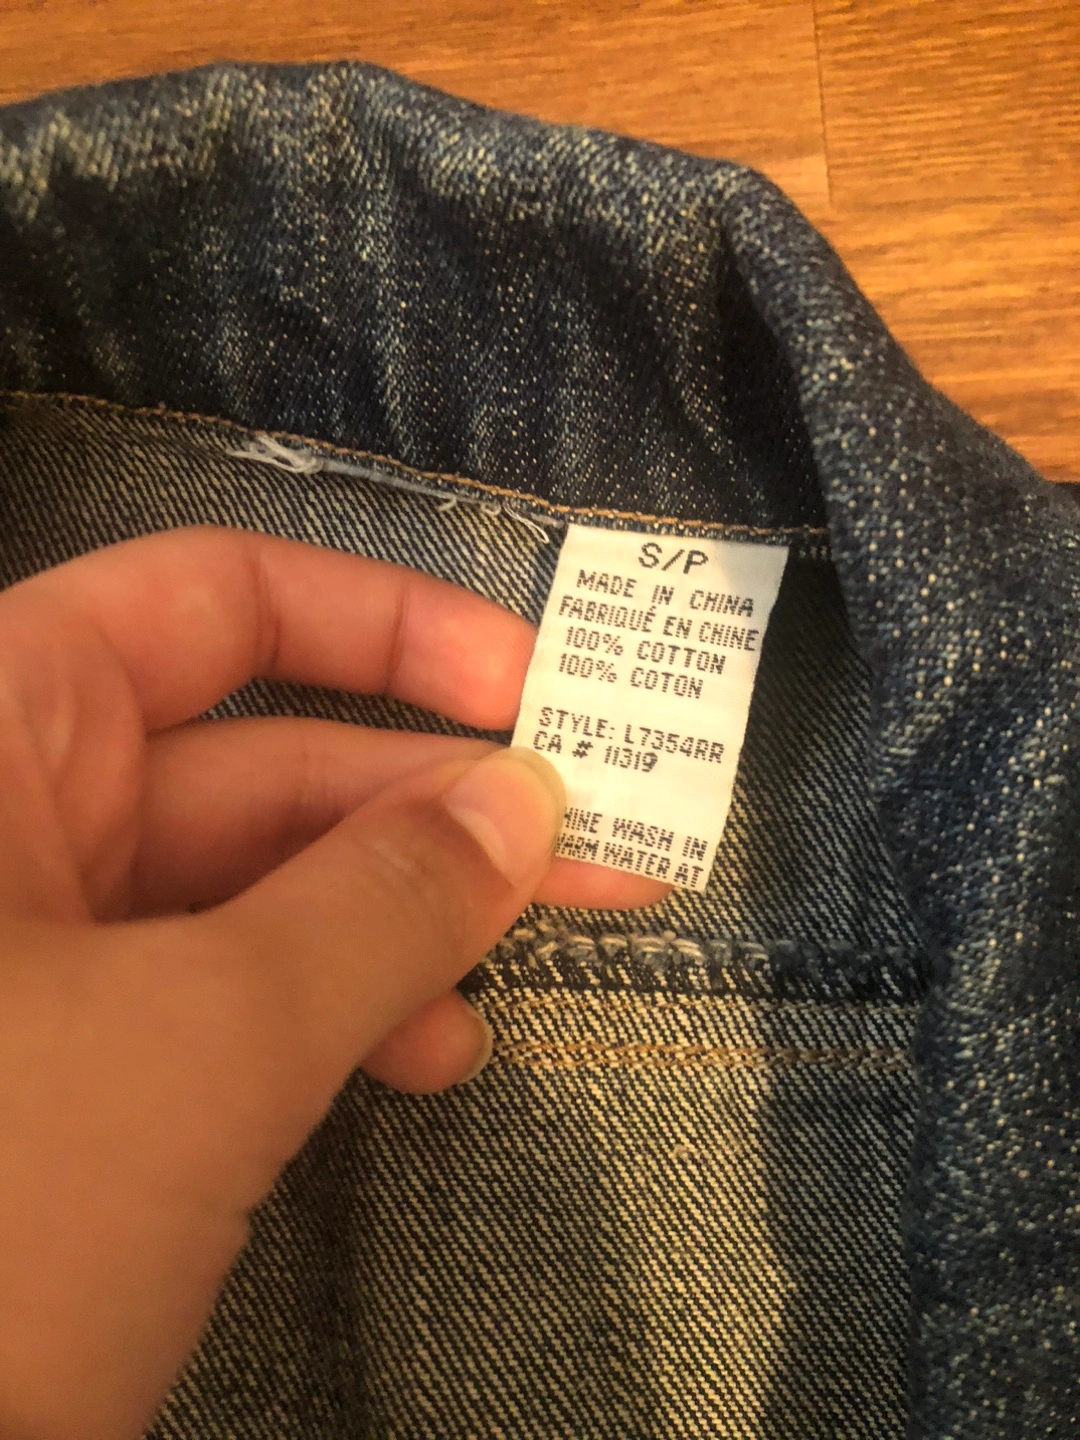 S/P
MADE IN CHINA
FABRIQUÉ EN CHINE
100% COTTON
100% COTON
STYLE: L7354RR
CA # 11319
HINE WASH IN
WARM WATER AT